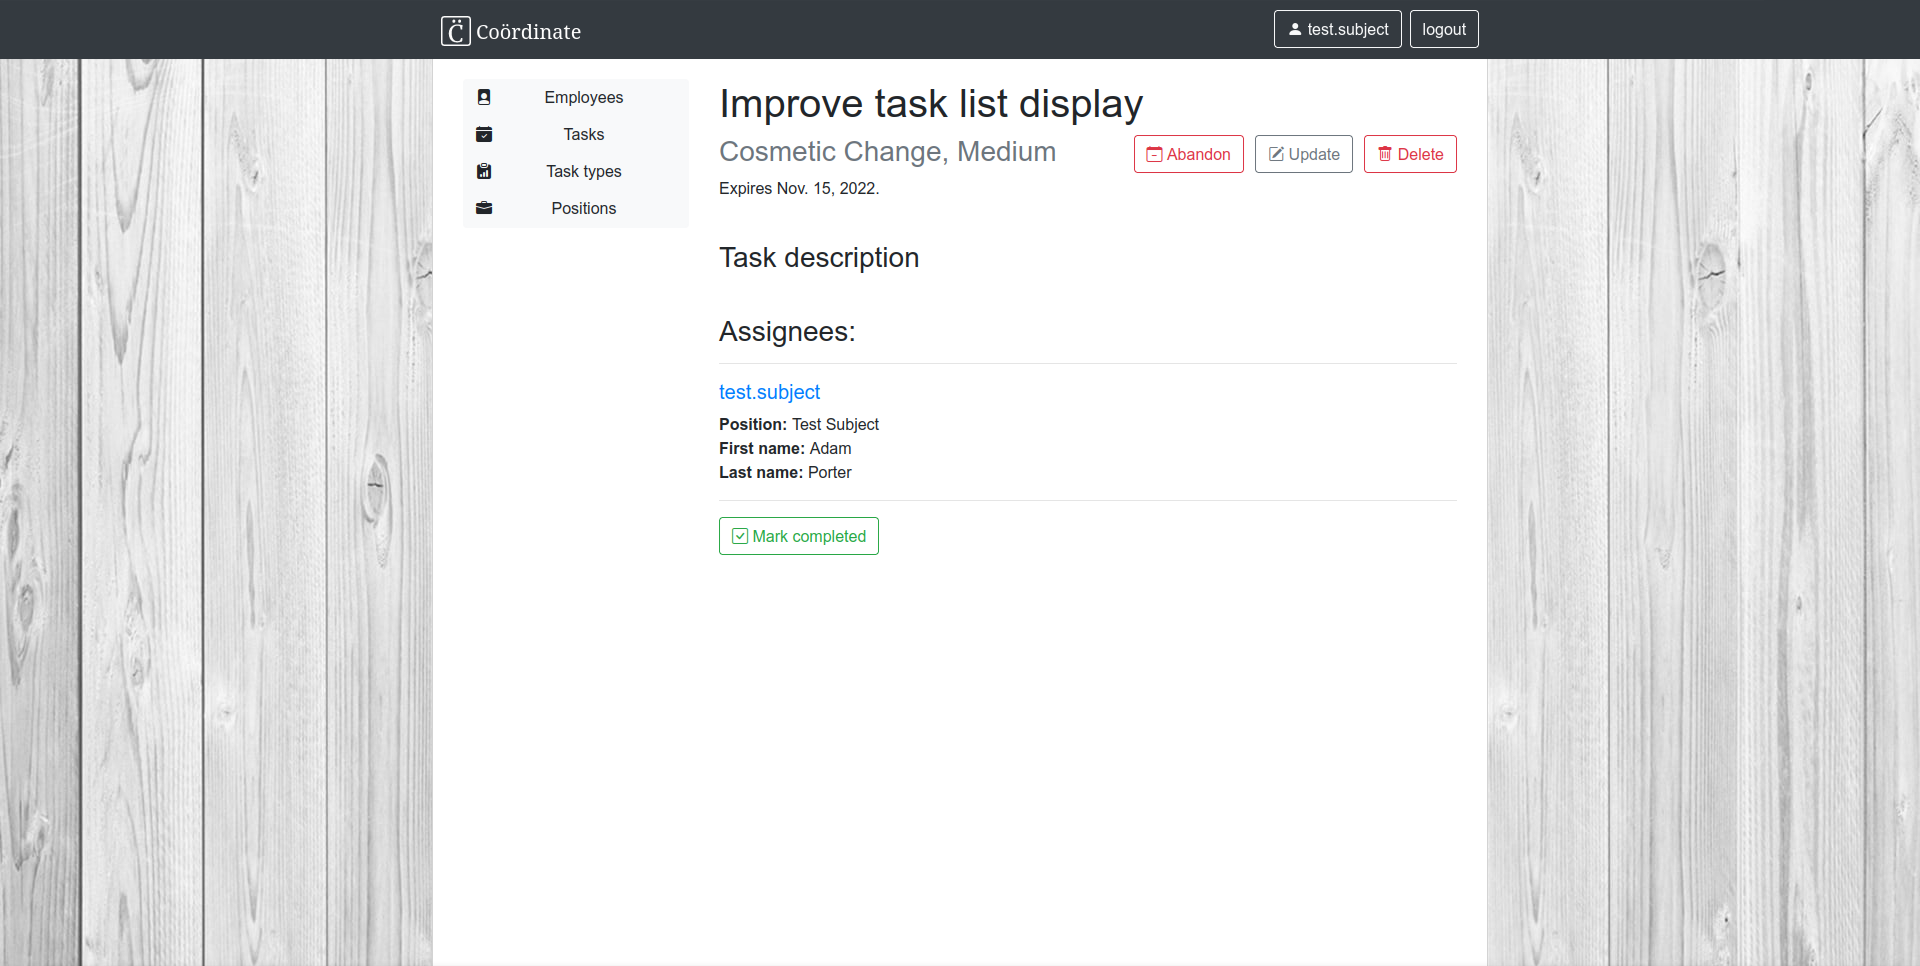 C̈ Coördinate
test.subject
logout
Employees
Tasks
Task types
Positions
Improve task list display
Cosmetic Change, Medium
Abandon
Update
Delete
Expires Nov. 15, 2022.
Task description
Assignees:
test.subject
Position: Test Subject
First name: Adam
Last name: Porter
Mark completed